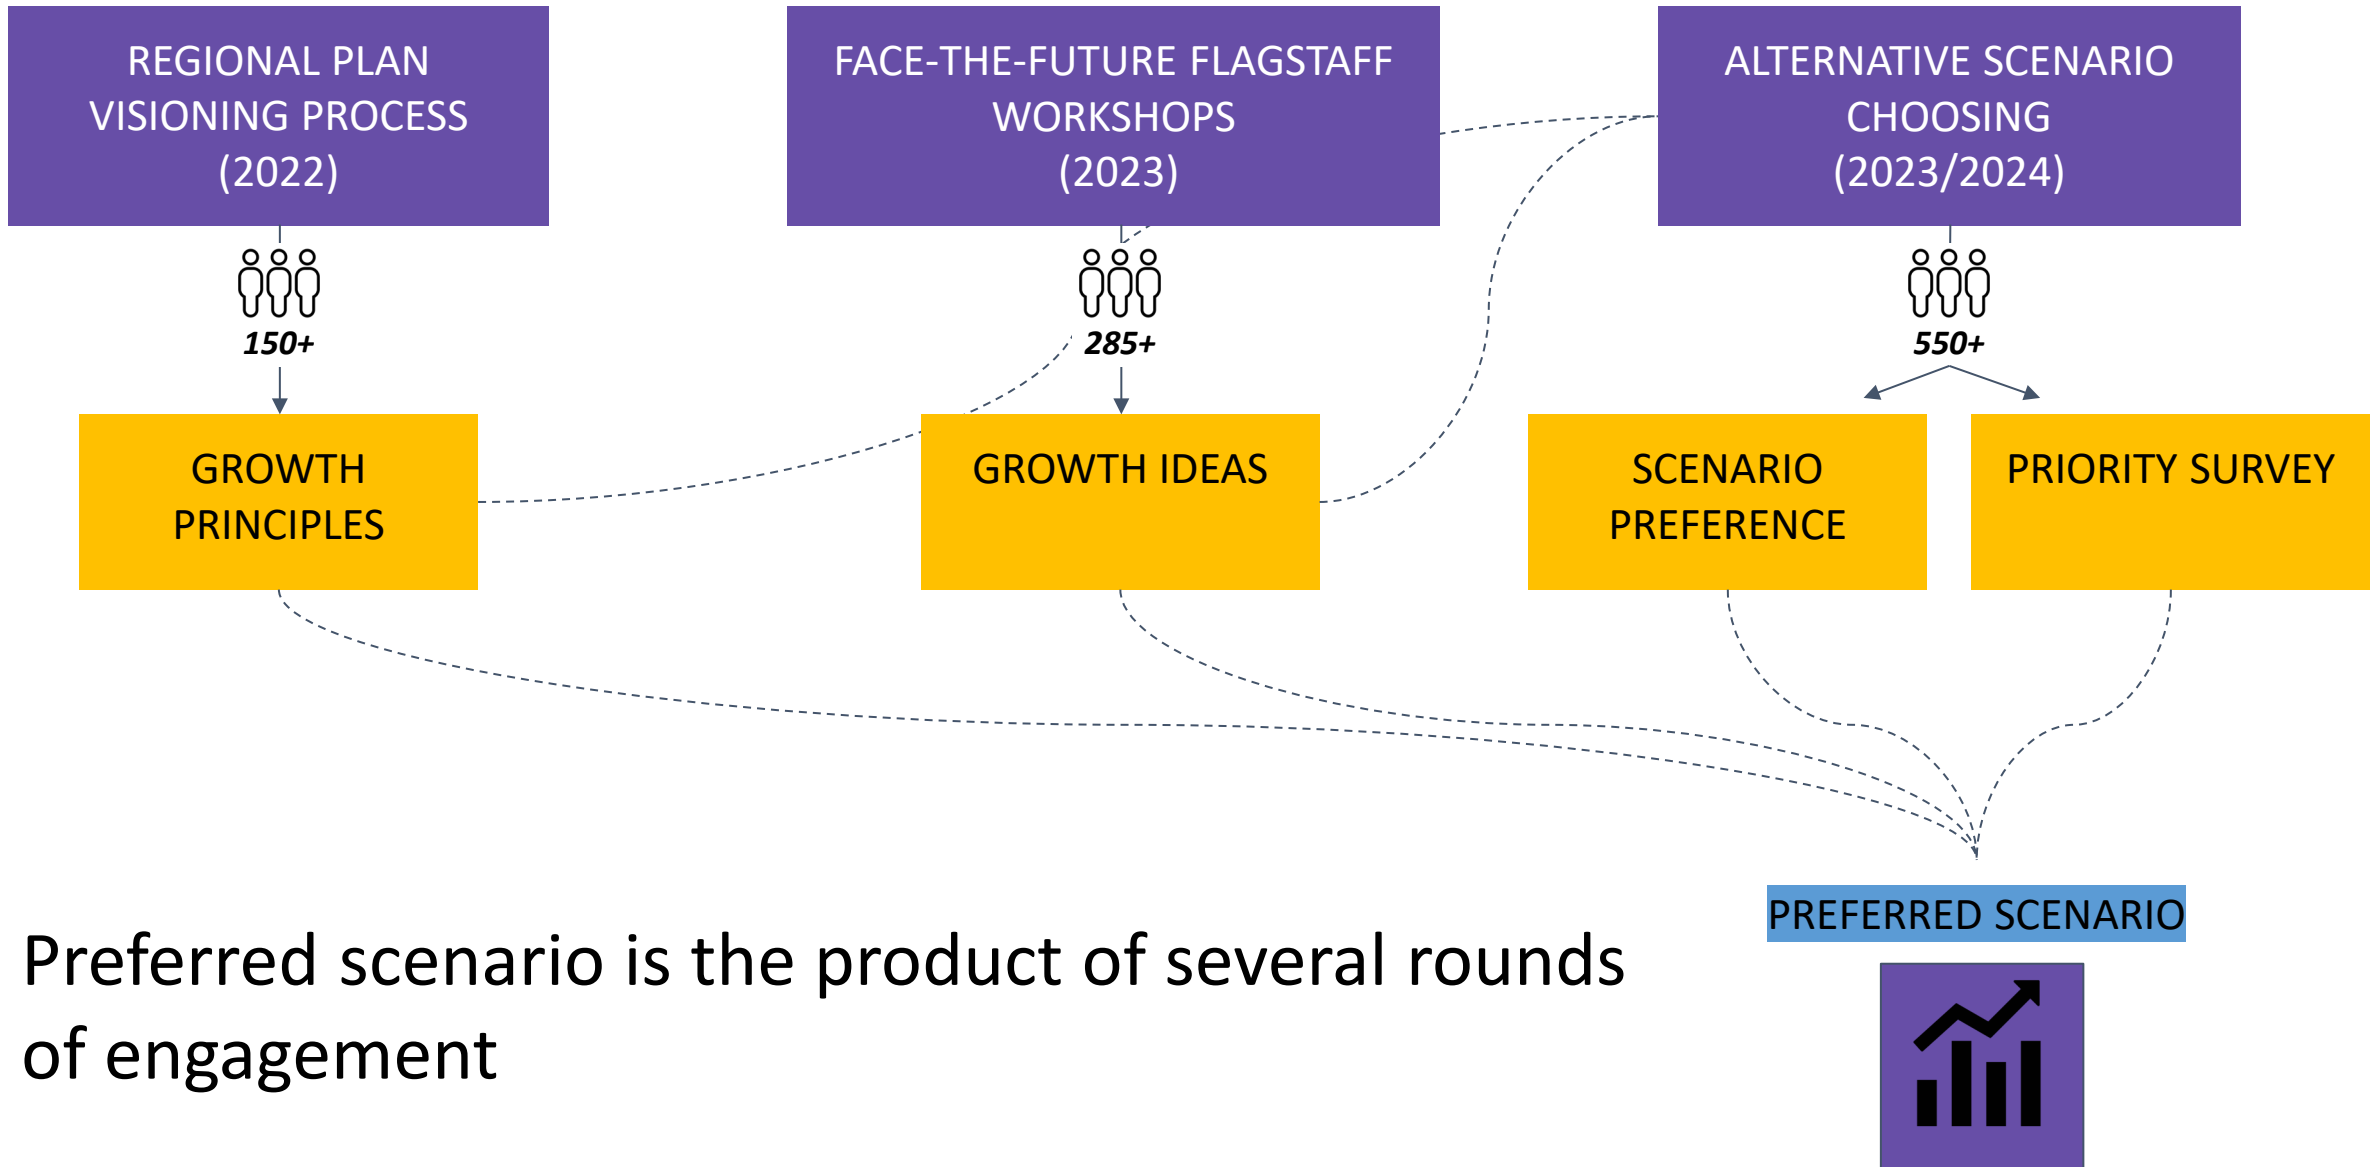 REGIONAL PLAN
VISIONING PROCESS
(2022)
FACE-THE-FUTURE FLAGSTAFF
WORKSHOPS
(2023)
ALTERNATIVE SCENARIO
CHOOSING
(2023/2024)
150+
285+
550+
GROWTH
PRINCIPLES
GROWTH IDEAS
SCENARIO
PREFERENCE
PRIORITY SURVEY
PREFERRED SCENARIO
Preferred scenario is the product of several rounds
of engagement